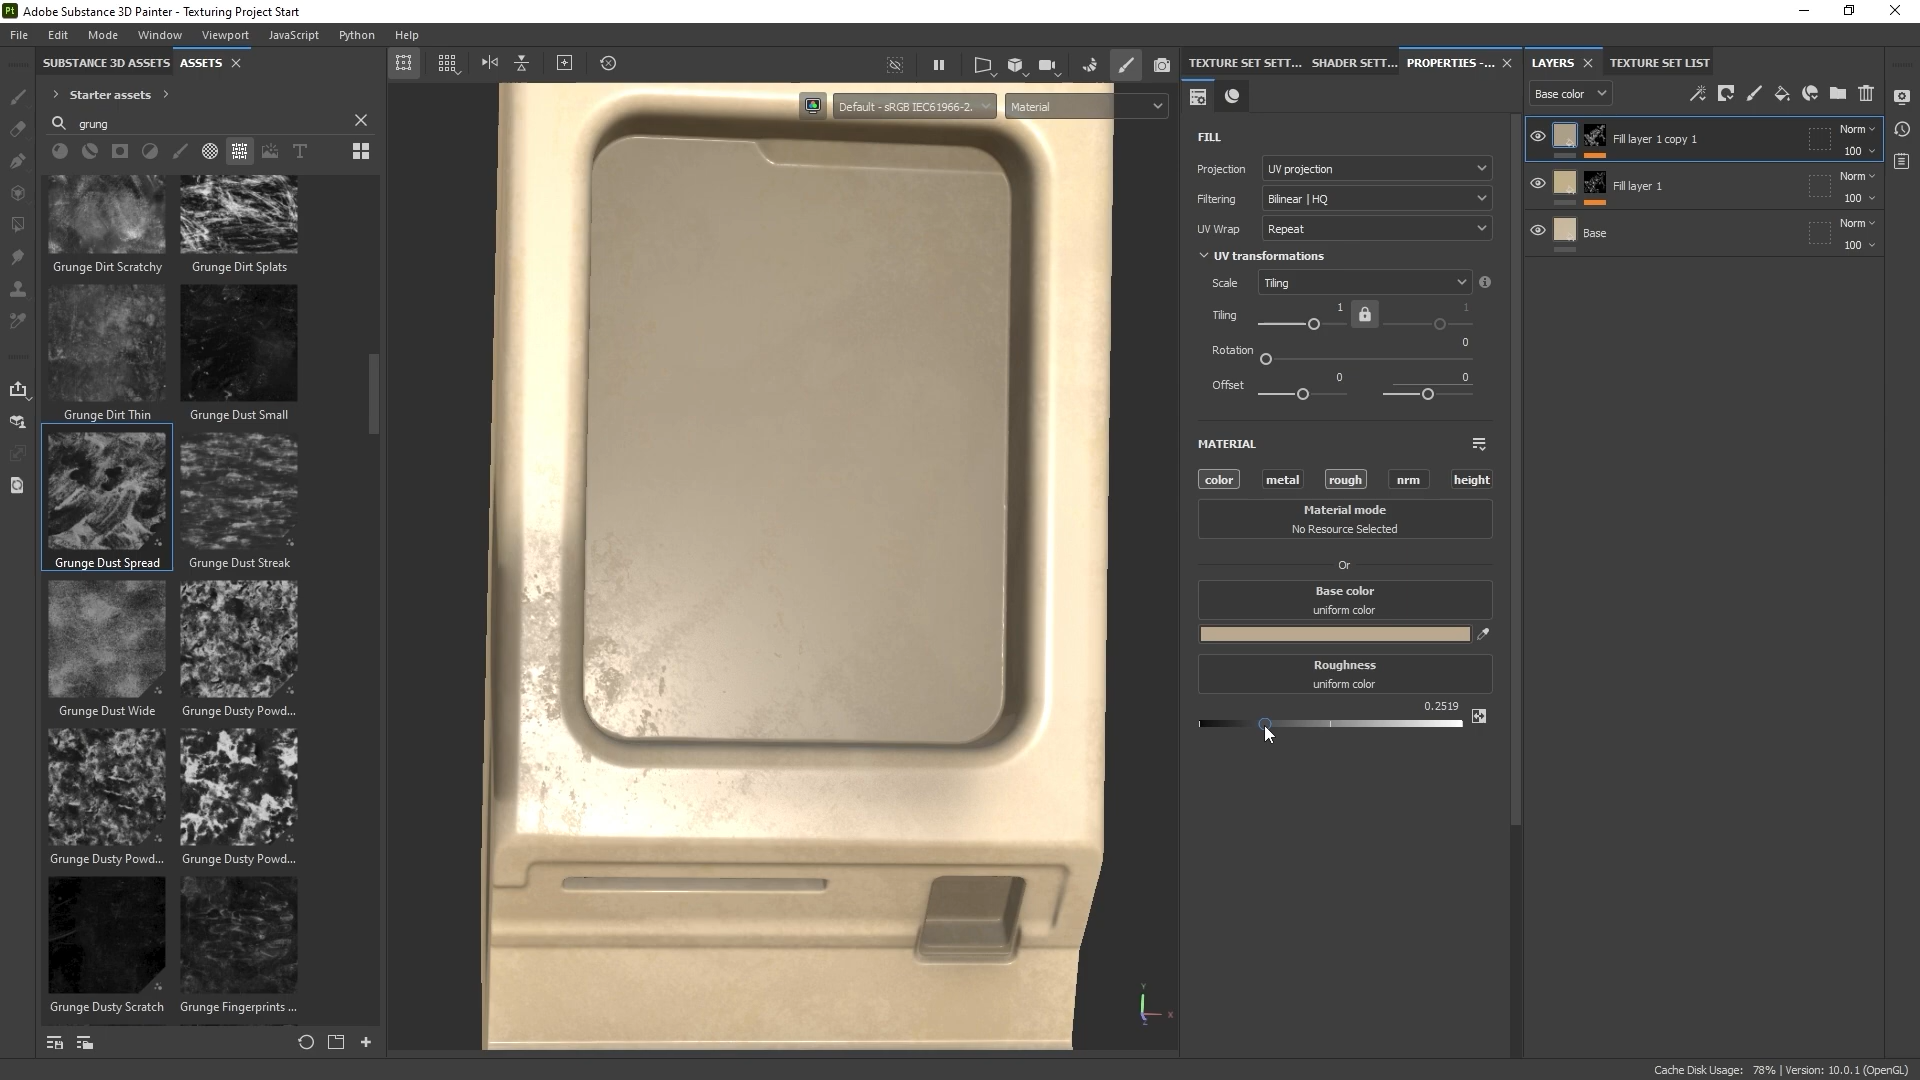 Pt Adobe Substance 3D Painter - Texturing Project Start
File Edit Mode Window Viewport JavaScript Python Help
SUBSTANCE 3D ASSETS ASSETS
Starter assets
grung
T
Grunge Dirt Scratchy Grunge Dirt Splats
Grunge Dirt Thin Grunge Dust Small
Grunge Dust Spread Grunge Dust Streak
Grunge Dust Wide Grunge Dusty Powd...
Grunge Dusty Powd... Grunge Dusty Powd...
Grunge Dusty Scratch Grunge Fingerprints ...
Default - sRGB IEC61966-2. Material
Y
X
Z
TEXTURE SET SETT... SHADER SETT... PROPERTIES -...
FILL
Projection UV projection
Filtering Bilinear | HQ
UV Wrap Repeat
UV transformations
Scale Tiling
Tiling 1 1
Rotation 0
Offset 0 0
MATERIAL
color metal rough nrm height
Material mode
No Resource Selected
Or
Base color
uniform color
Roughness
uniform color
0.2519
LAYERS TEXTURE SET LIST
Base color
Fill layer 1 copy 1 Norm
100
Fill layer 1 Norm
100
Base Norm
100
Cache Disk Usage: 78% | Version: 10.0.1 (OpenGL)